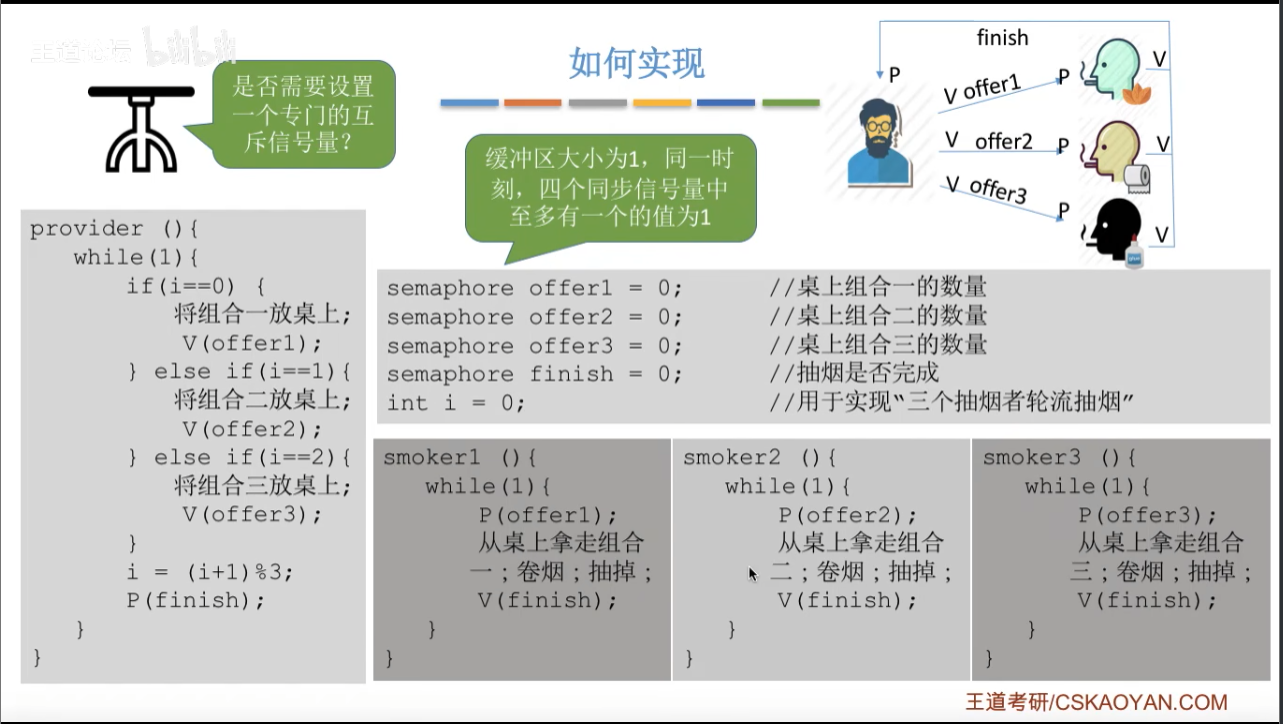 王道论坛 bilibili
是否需要设置
一个专门的互
斥信号量？
如何实现
缓冲区大小为1，同一时
刻，四个同步信号量中
至多有一个的值为1
finish
P
V offer1
P
V
V offer2
P
V
V offer3
P
V
provider (){
while(1){
if(i==0) {
将组合一放桌上;
V(offer1);
} else if(i==1){
将组合二放桌上;
V(offer2);
} else if(i==2){
将组合三放桌上;
V(offer3);
}
i = (i+1)%3;
P(finish);
}
}
semaphore offer1 = 0; //桌上组合一的数量
semaphore offer2 = 0; //桌上组合二的数量
semaphore offer3 = 0; //桌上组合三的数量
semaphore finish = 0; //抽烟是否完成
int i = 0; //用于实现“三个抽烟者轮流抽烟”
smoker1 (){
while(1){
P(offer1);
从桌上拿走组合
一；卷烟；抽掉；
V(finish);
}
}
smoker2 (){
while(1){
P(offer2);
从桌上拿走组合
二；卷烟；抽掉；
V(finish);
}
}
smoker3 (){
while(1){
P(offer3);
从桌上拿走组合
三；卷烟；抽掉；
V(finish);
}
}
王道考研/CSKAOYAN.COM